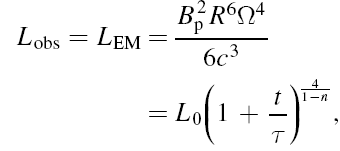 L_obs = L_EM = B_p^2 R^6 Ω^4 / 6c^3
= L_0 (1 + t/τ)^{4/(1−n)},